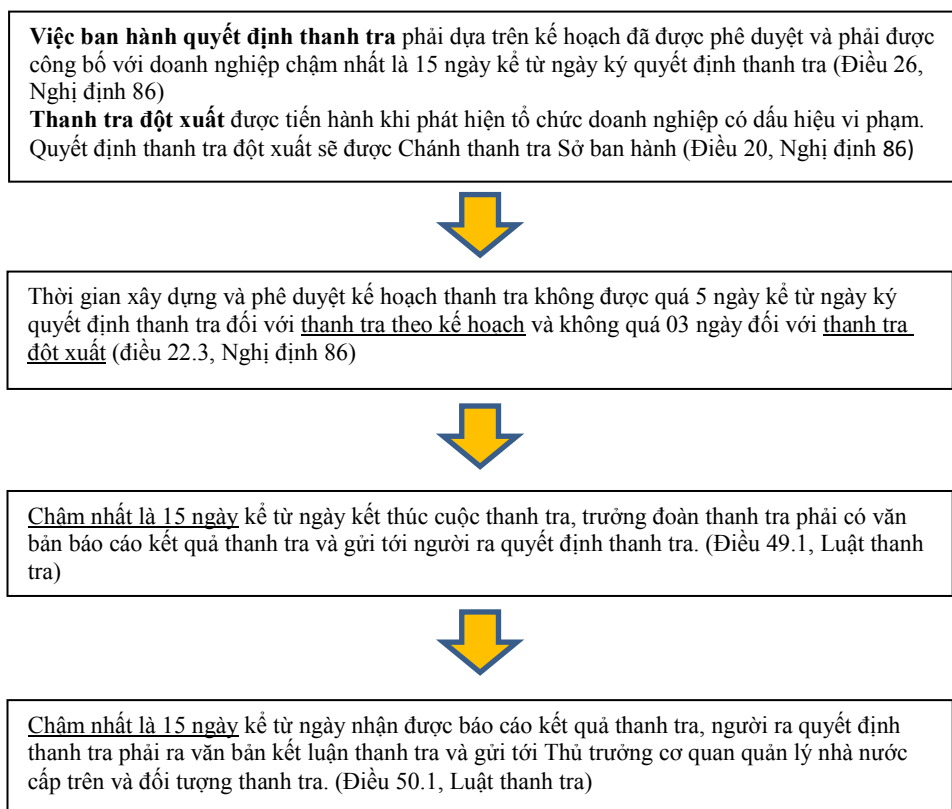 Việc ban hành quyết định thanh tra phải dựa trên kế hoạch đã được phê duyệt và phải được
công bố với doanh nghiệp chậm nhất là 15 ngày kể từ ngày ký quyết định thanh tra (Điều 26,
Nghị định 86)
Thanh tra đột xuất được tiến hành khi phát hiện tổ chức doanh nghiệp có dấu hiệu vi phạm.
Quyết định thanh tra đột xuất sẽ được Chánh thanh tra Sở ban hành (Điều 20, Nghị định 86)
Thời gian xây dựng và phê duyệt kế hoạch thanh tra không được quá 5 ngày kể từ ngày ký
quyết định thanh tra đối với thanh tra theo kế hoạch và không quá 03 ngày đối với thanh tra
đột xuất (điều 22.3, Nghị định 86)
Chậm nhất là 15 ngày kể từ ngày kết thúc cuộc thanh tra, trưởng đoàn thanh tra phải có văn
bản báo cáo kết quả thanh tra và gửi tới người ra quyết định thanh tra. (Điều 49.1, Luật thanh
tra)
Chậm nhất là 15 ngày kể từ ngày nhận được báo cáo kết quả thanh tra, người ra quyết định
thanh tra phải ra văn bản kết luận thanh tra và gửi tới Thủ trưởng cơ quan quản lý nhà nước
cấp trên và đối tượng thanh tra. (Điều 50.1, Luật thanh tra)